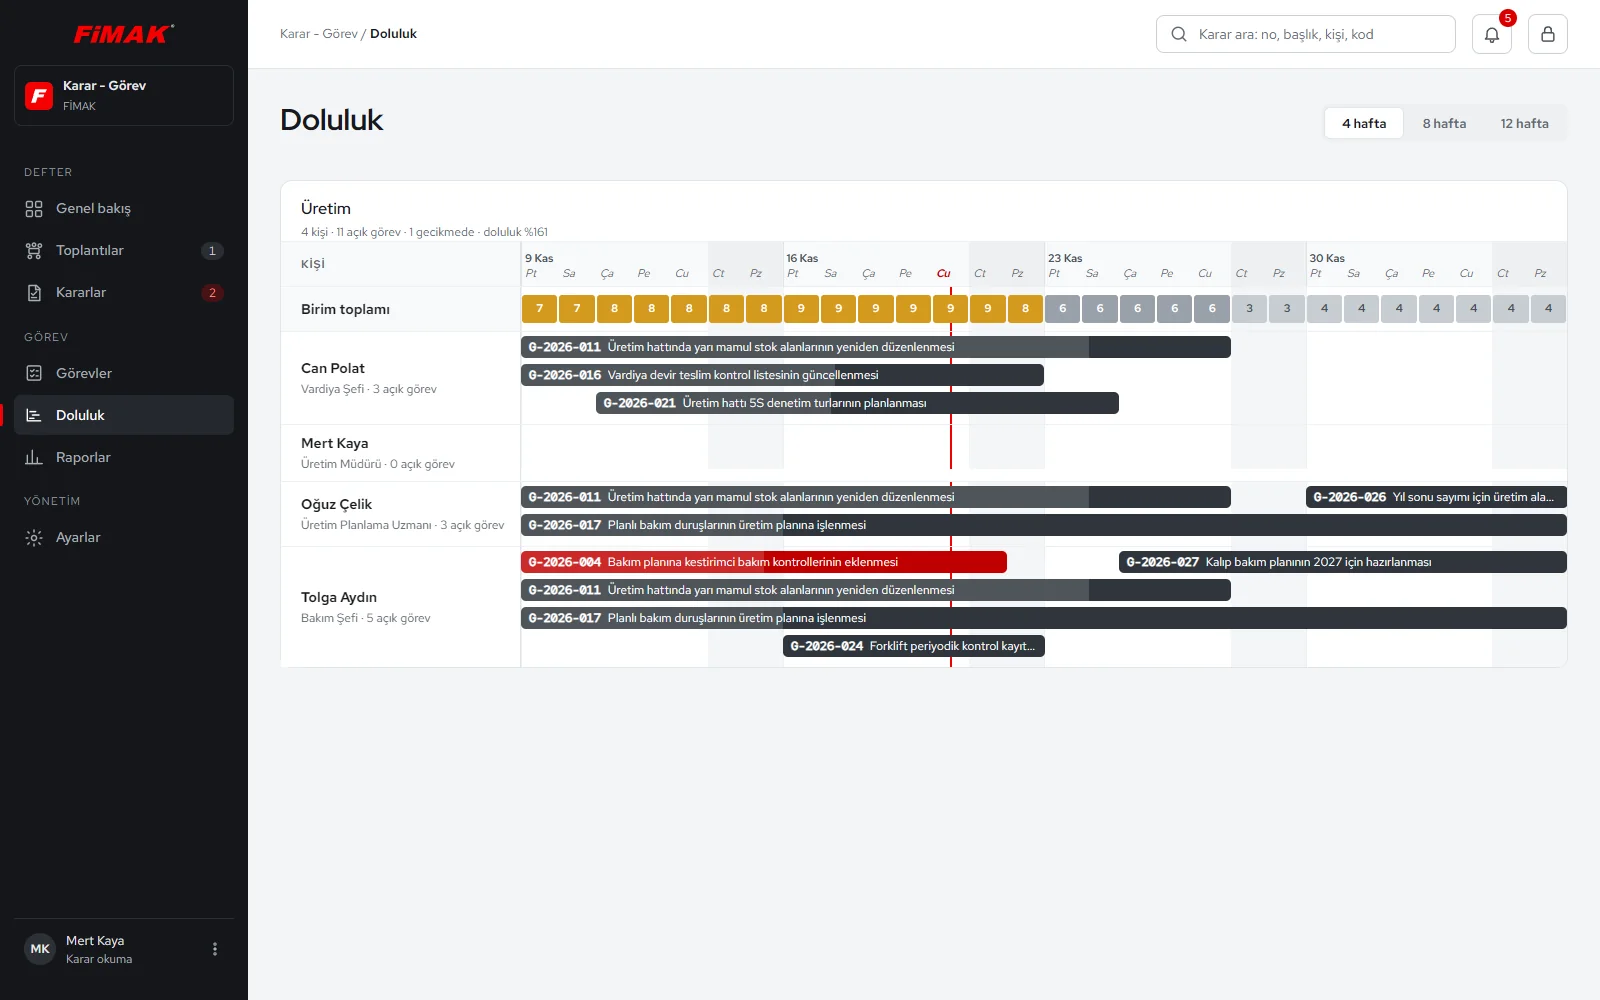 FiMAK
Karar - Görev
FİMAK
DEFTER
Genel bakış
Toplantılar 1
Kararlar 2
GÖREV
Görevler
Doluluk
Raporlar
YÖNETİM
Ayarlar
MK
Mert Kaya
Karar okuma
Karar - Görev / Doluluk
Karar ara: no, başlık, kişi, kod
5
Doluluk
4 hafta 8 hafta 12 hafta
Üretim
4 kişi · 11 açık görev · 1 gecikmede · doluluk %161
KİŞİ
9 Kas 16 Kas 23 Kas 30 Kas
Pt Sa Ça Pe Cu Ct Pz Pt Sa Ça Pe Cu Ct Pz Pt Sa Ça Pe Cu Ct Pz Pt Sa Ça Pe Cu Ct Pz
Birim toplamı 7 7 8 8 8 8 8 9 9 9 9 9 9 8 6 6 6 6 6 3 3 4 4 4 4 4 4 4
Can Polat
Vardiya Şefi · 3 açık görev
G-2026-011 Üretim hattında yarı mamul stok alanlarının yeniden düzenlenmesi
G-2026-016 Vardiya devir teslim kontrol listesinin güncellenmesi
G-2026-021 Üretim hattı 5S denetim turlarının planlanması
Mert Kaya
Üretim Müdürü · 0 açık görev
Oğuz Çelik
Üretim Planlama Uzmanı · 3 açık görev
G-2026-011 Üretim hattında yarı mamul stok alanlarının yeniden düzenlenmesi
G-2026-026 Yıl sonu sayımı için üretim ala...
G-2026-017 Planlı bakım duruşlarının üretim planına işlenmesi
Tolga Aydın
Bakım Şefi · 5 açık görev
G-2026-004 Bakım planına kestirimci bakım kontrollerinin eklenmesi
G-2026-027 Kalıp bakım planının 2027 için hazırlanması
G-2026-011 Üretim hattında yarı mamul stok alanlarının yeniden düzenlenmesi
G-2026-017 Planlı bakım duruşlarının üretim planına işlenmesi
G-2026-024 Forklift periyodik kontrol kayıt...